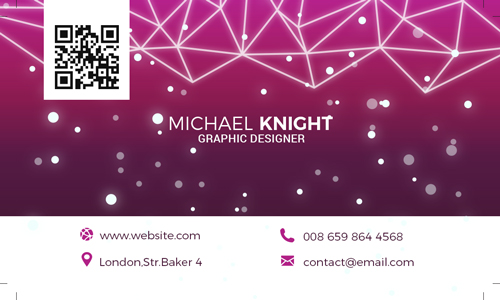 MICHAEL KNIGHT
GRAPHIC DESIGNER
www.website.com
008 659 864 4568
London,Str.Baker 4
contact@email.com